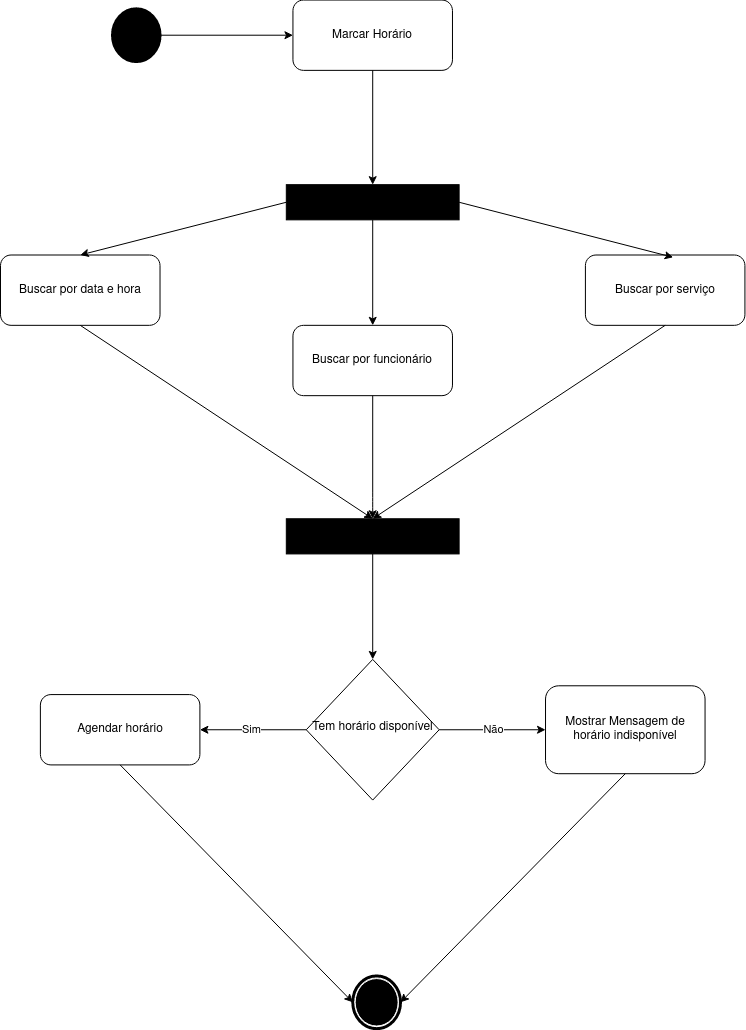 Marcar Horário
Buscar por data e hora
Buscar por serviço
Buscar por funcionário
Agendar horário
Sim
Tem horário disponível
Não
Mostrar Mensagem de
horário indisponível